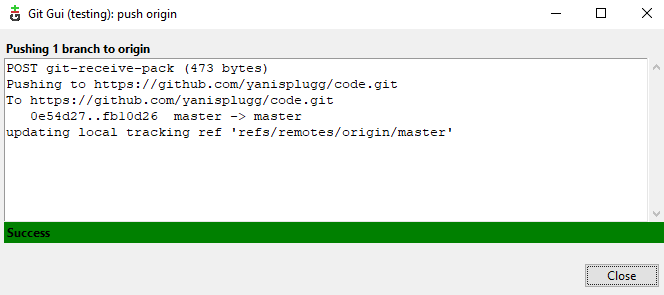 Git Gui (testing): push origin
Pushing 1 branch to origin
POST git-receive-pack (473 bytes)
Pushing to https://github.com/yanisplugg/code.git
To https://github.com/yanisplugg/code.git
   0e54d27..fb10d26  master -> master
updating local tracking ref 'refs/remotes/origin/master'
Success
Close